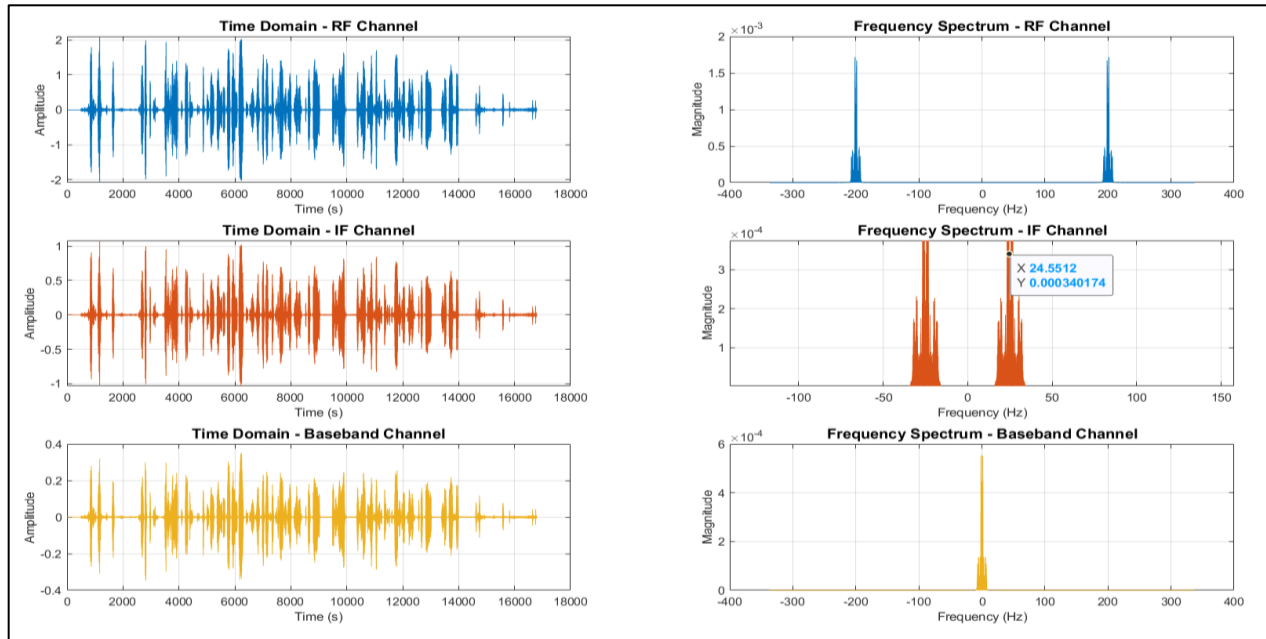 Time Domain - RF Channel
2
1
0
-1
-2
Amplitude
0 2000 4000 6000 8000 10000 12000 14000 16000 18000
Time (s)
Frequency Spectrum - RF Channel
×10-3
2
1.5
1
0.5
0
Magnitude
-400 -300 -200 -100 0 100 200 300 400
Frequency (Hz)
Time Domain - IF Channel
1
0.5
0
-0.5
-1
Amplitude
0 2000 4000 6000 8000 10000 12000 14000 16000 18000
Time (s)
Frequency Spectrum - IF Channel
×10-4
3
2
1
Magnitude
X 24.5512
Y 0.000340174
-100 -50 0 50 100 150
Frequency (Hz)
Time Domain - Baseband Channel
0.4
0.2
0
-0.2
-0.4
Amplitude
0 2000 4000 6000 8000 10000 12000 14000 16000 18000
Time (s)
Frequency Spectrum - Baseband Channel
×10-4
6
4
2
0
Magnitude
-400 -300 -200 -100 0 100 200 300 400
Frequency (Hz)